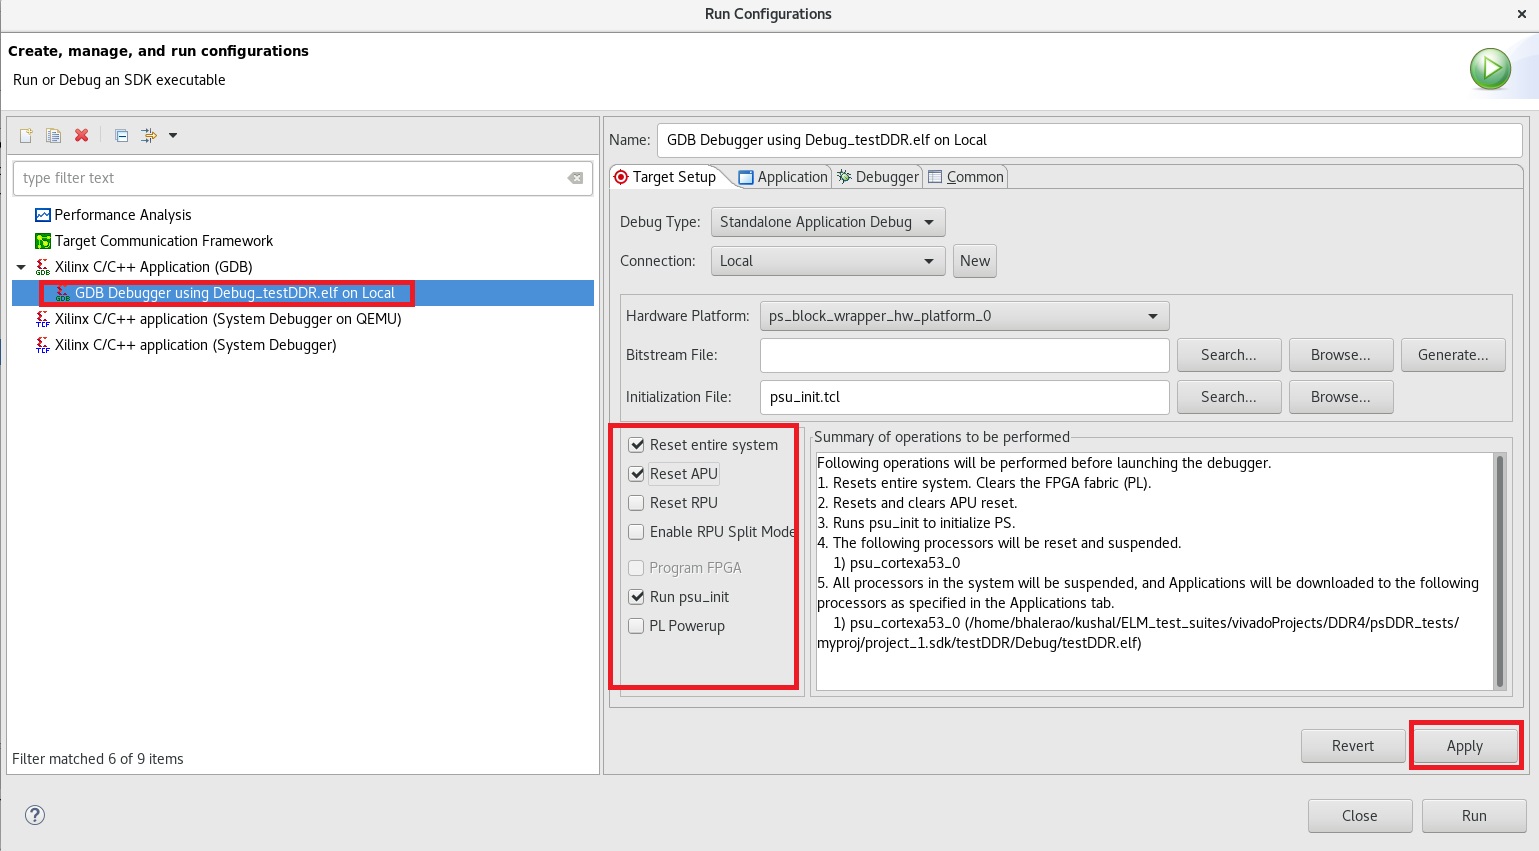 Run Configurations
Create, manage, and run configurations
Run or Debug an SDK executable
type filter text
Performance Analysis
Target Communication Framework
Xilinx C/C++ Application (GDB)
GDB Debugger using Debug_testDDR.elf on Local
Xilinx C/C++ application (System Debugger on QEMU)
Xilinx C/C++ application (System Debugger)
Filter matched 6 of 9 items
Name: GDB Debugger using Debug_testDDR.elf on Local
Target Setup Application Debugger Common
Debug Type: Standalone Application Debug
Connection: Local New
Hardware Platform: ps_block_wrapper_hw_platform_0
Bitstream File: Search... Browse... Generate...
Initialization File: psu_init.tcl Search... Browse...
Reset entire system
Reset APU
Reset RPU
Enable RPU Split Mode
Program FPGA
Run psu_init
PL Powerup
Summary of operations to be performed
Following operations will be performed before launching the debugger.
1. Resets entire system. Clears the FPGA fabric (PL).
2. Resets and clears APU reset.
3. Runs psu_init to initialize PS.
4. The following processors will be reset and suspended.
1) psu_cortexa53_0
5. All processors in the system will be suspended, and Applications will be downloaded to the following
processors as specified in the Applications tab.
1) psu_cortexa53_0 (/home/bhalerao/kushal/ELM_test_suites/vivadoProjects/DDR4/psDDR_tests/
myproj/project_1.sdk/testDDR/Debug/testDDR.elf)
Revert Apply
? Close Run